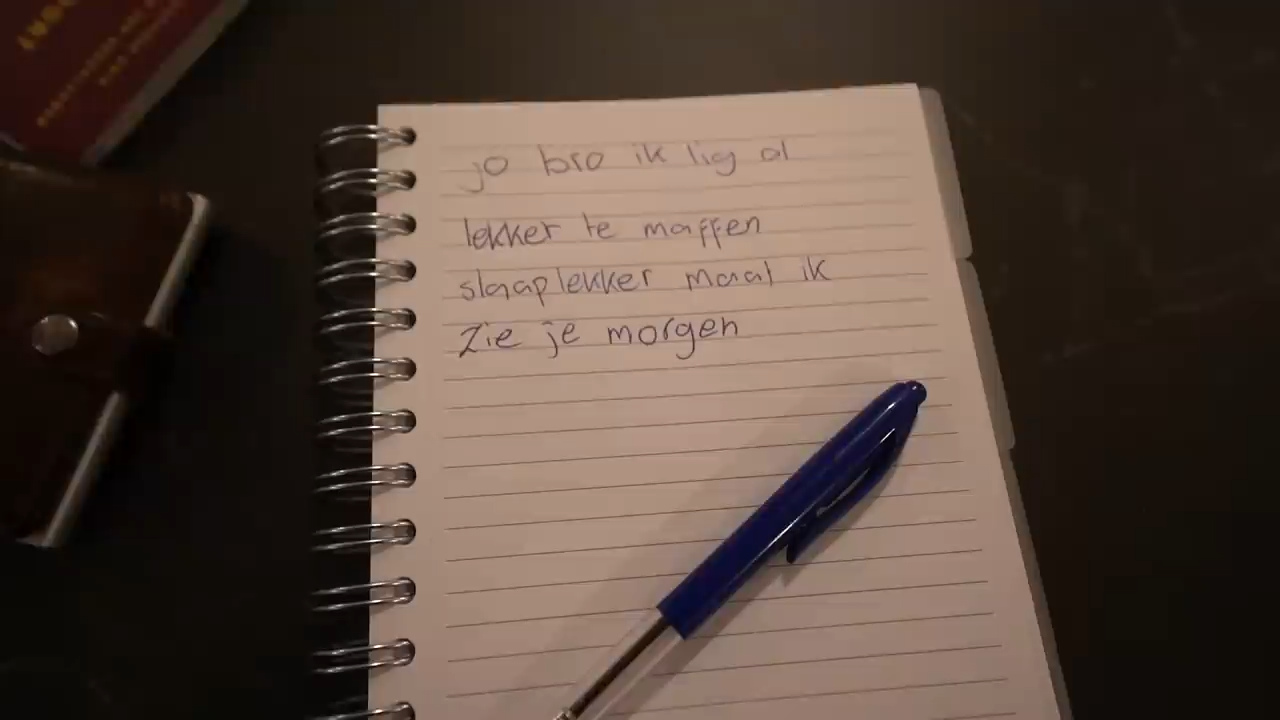 jo bro ik lig al
lekker te maffen
slaaplekker maat ik
Zie je morgen